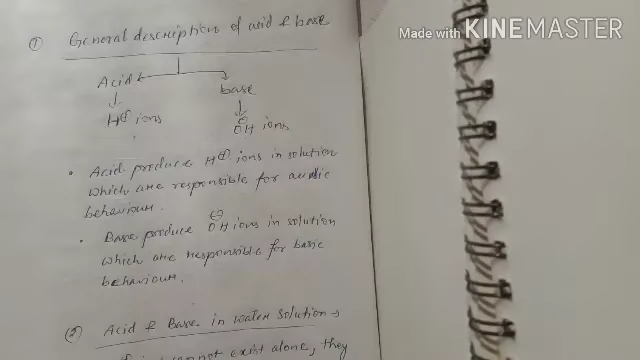 Made with KINEMASTER
① General description of acid & base
Acid base
H⊕ ions ⊖OH ions
• Acid produce H⊕ ions in solution
which are responsible for acidic
behaviour.
• Base produce ⊖OH ions in solution
which are responsible for basic
behaviour.
② Acid & Base in water solution →
cannot exist alone, they